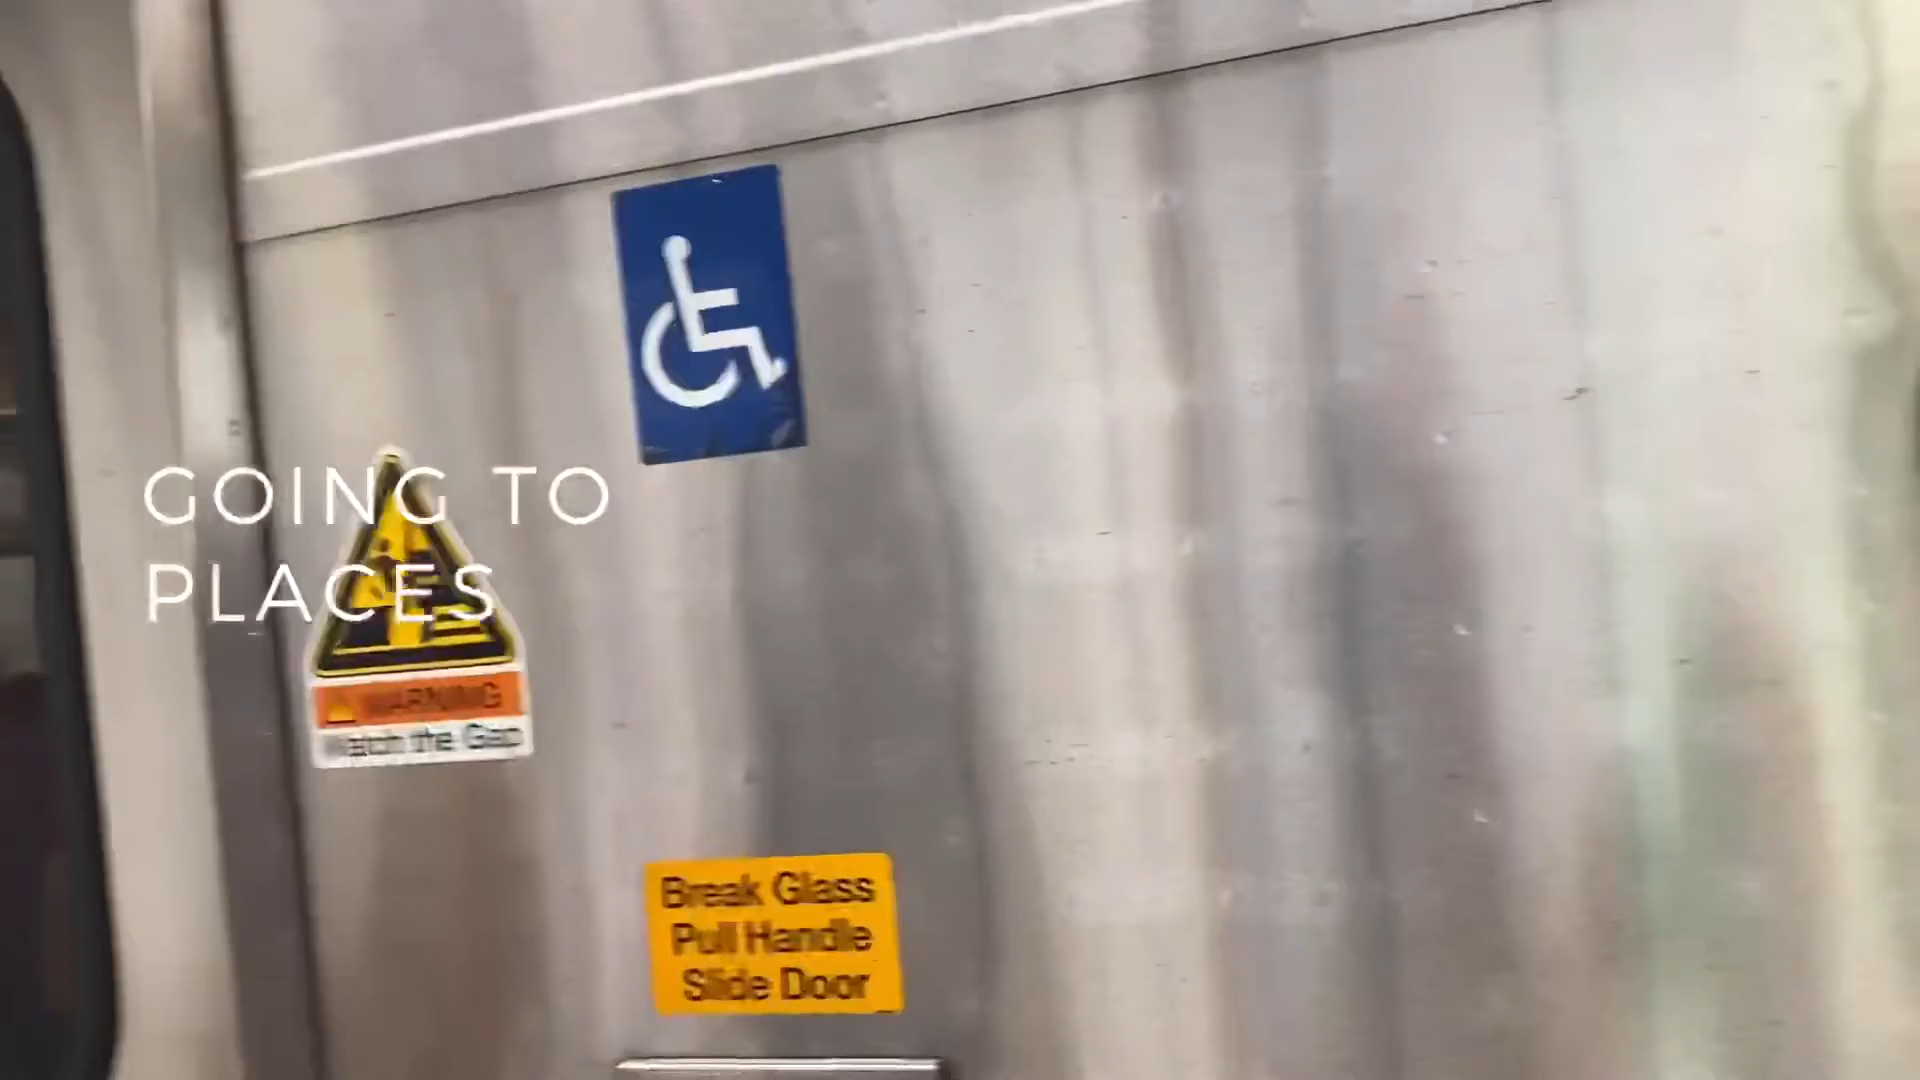 GOING TO
PLACES
WARNING
Watch the Gap
Break Glass
Pull Handle
Slide Door